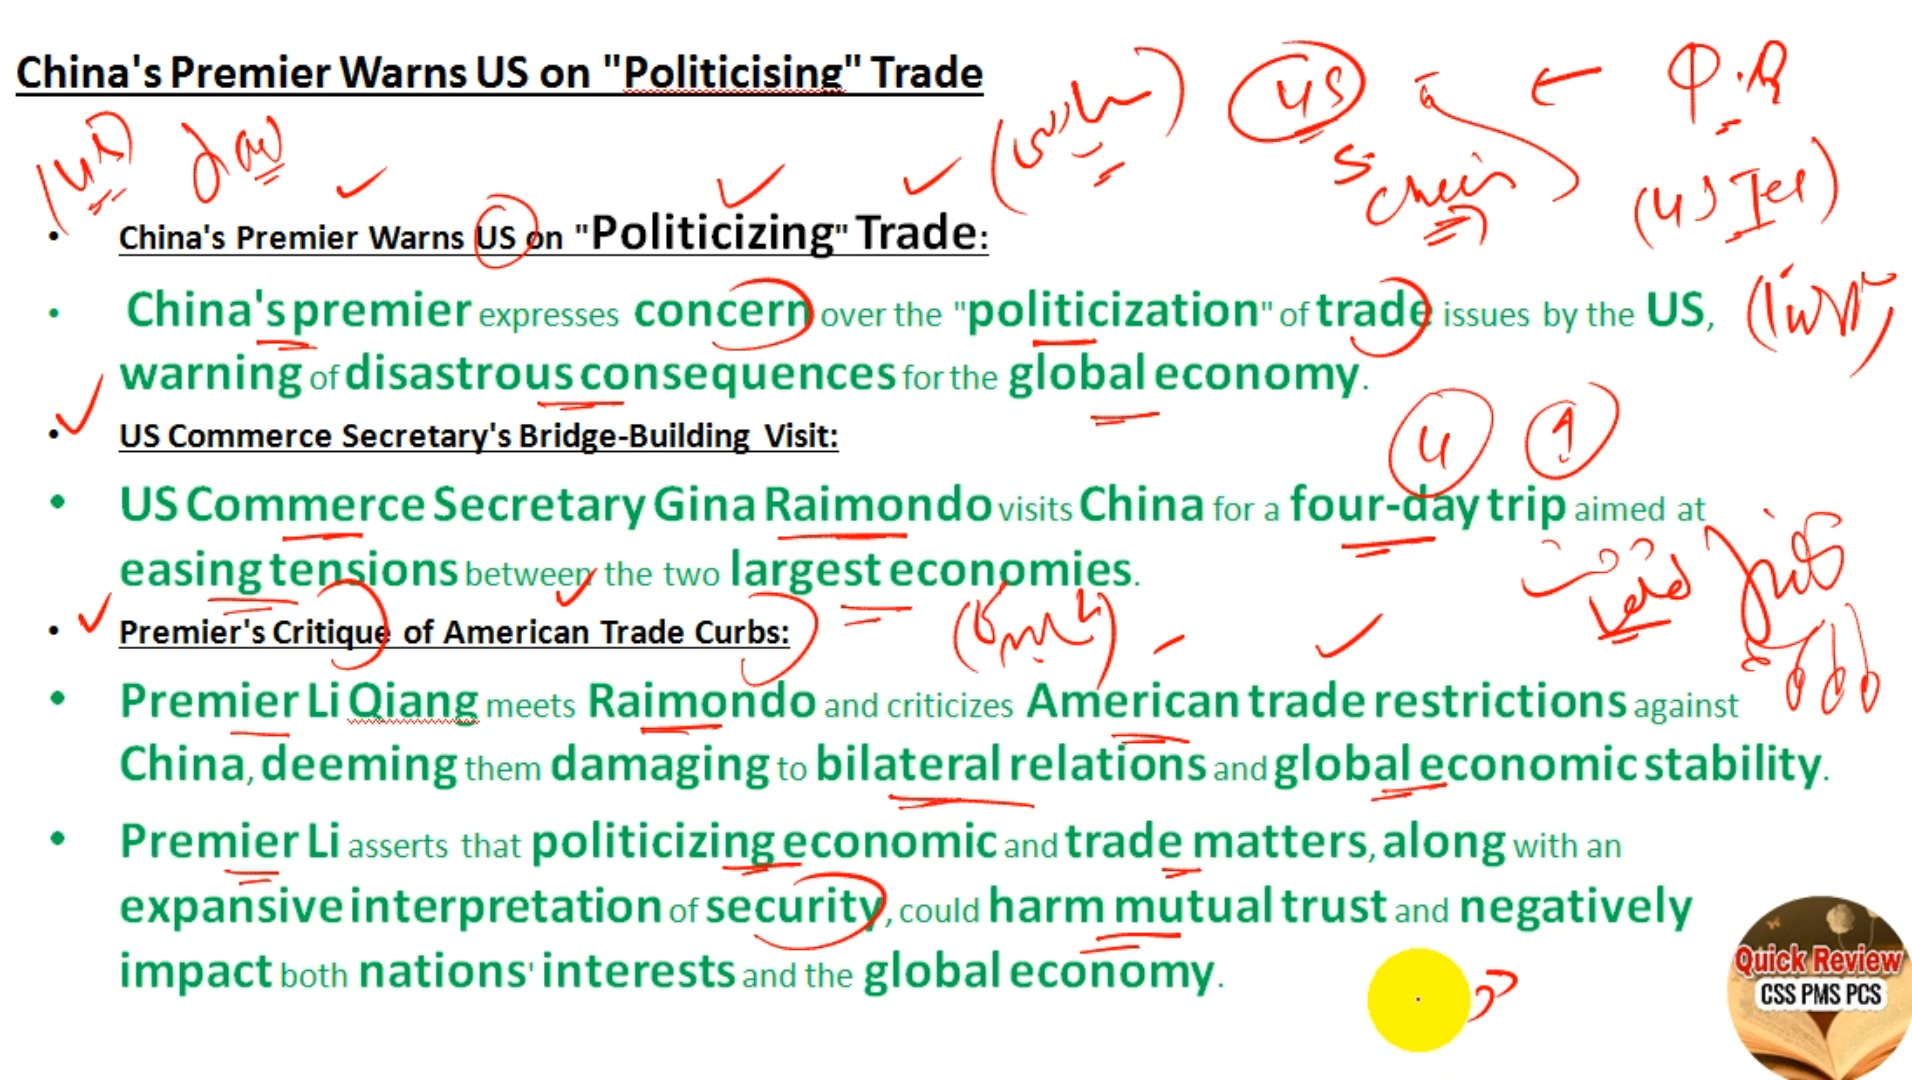 China's Premier Warns US on "Politicising" Trade
US
• China's Premier Warns US on "Politicizing" Trade:
• China's premier expresses concern over the "politicization" of trade issues by the US,
warning of disastrous consequences for the global economy.
• US Commerce Secretary's Bridge-Building Visit:
4
• US Commerce Secretary Gina Raimondo visits China for a four-day trip aimed at
easing tensions between the two largest economies.
• Premier's Critique of American Trade Curbs:
• Premier Li Qiang meets Raimondo and criticizes American trade restrictions against
China, deeming them damaging to bilateral relations and global economic stability.
• Premier Li asserts that politicizing economic and trade matters, along with an
expansive interpretation of security, could harm mutual trust and negatively
impact both nations' interests and the global economy.
Quick Review
CSS PMS PCS